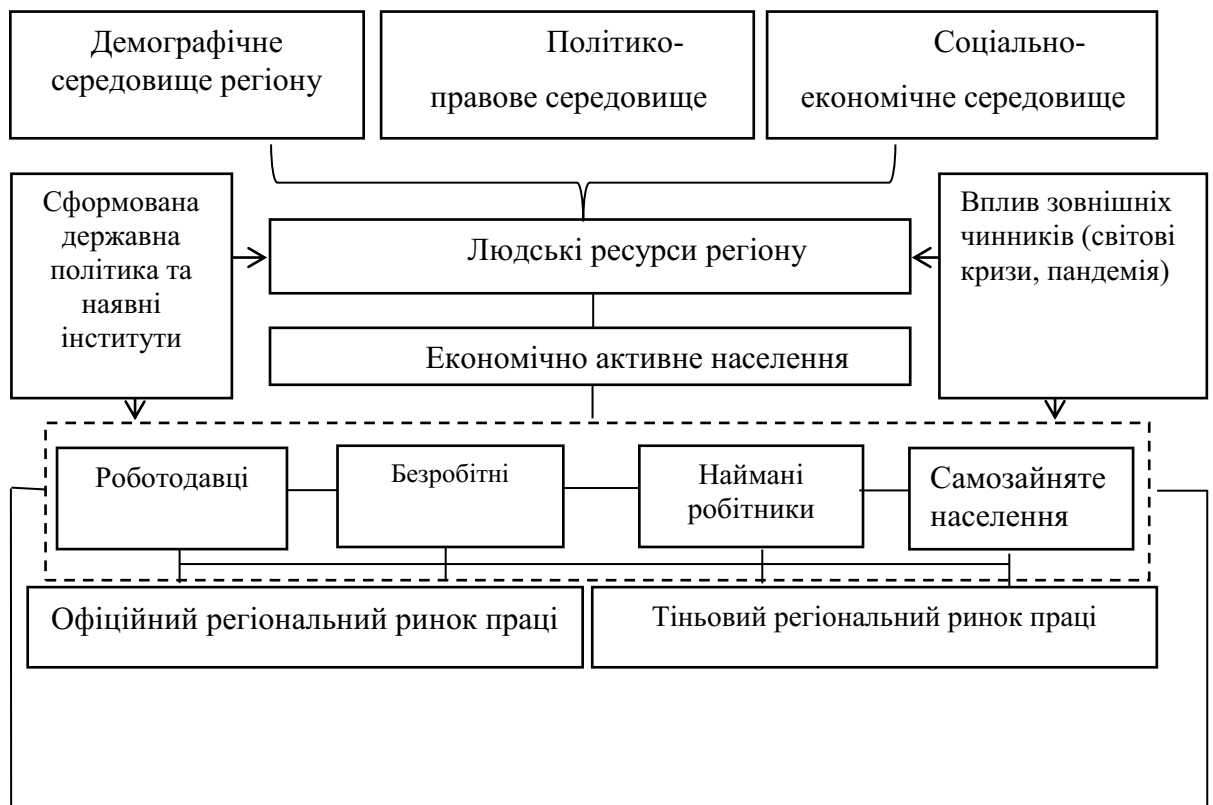 Демографічне
середовище регіону
Політико-
правове середовище
Соціально-
економічне середовище
Сформована
державна
політика та
наявні
інститути
Людські ресурси регіону
Вплив зовнішніх
чинників (світові
кризи, пандемія)
Економічно активне населення
Роботодавці
Безробітні
Наймані
робітники
Самозайняте
населення
Офіційний регіональний ринок праці
Тіньовий регіональний ринок праці